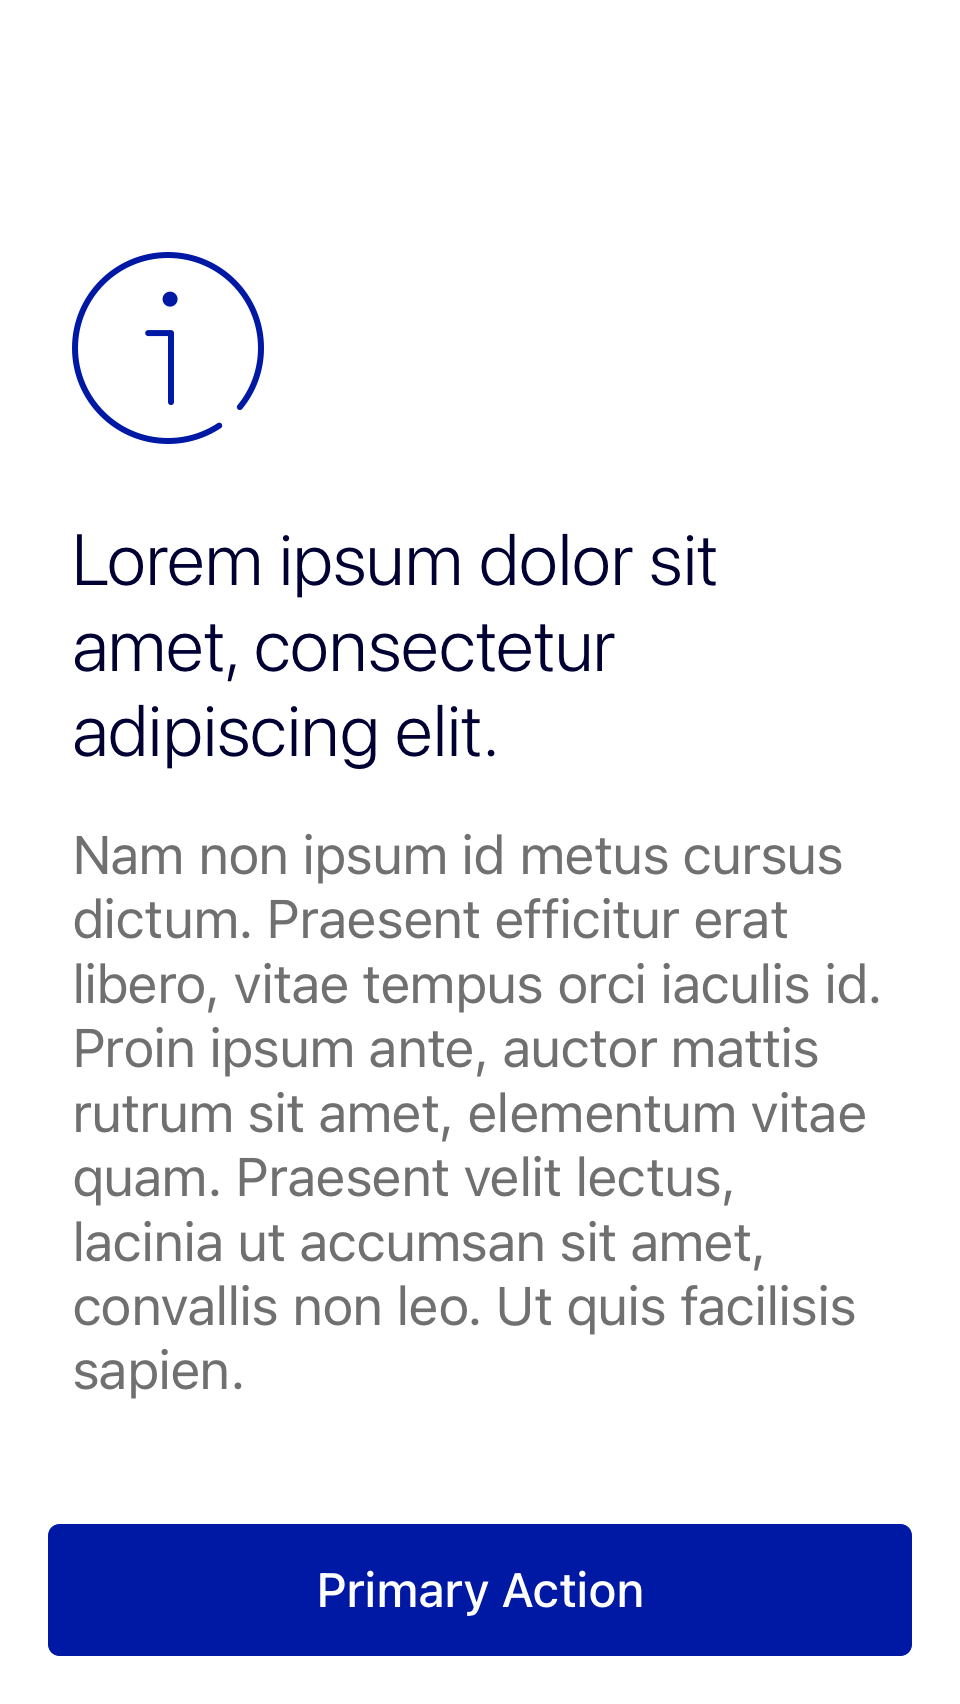 Lorem ipsum dolor sit
amet, consectetur
adipiscing elit.
Nam non ipsum id metus cursus
dictum. Praesent efficitur erat
libero, vitae tempus orci iaculis id.
Proin ipsum ante, auctor mattis
rutrum sit amet, elementum vitae
quam. Praesent velit lectus,
lacinia ut accumsan sit amet,
convallis non leo. Ut quis facilisis
sapien.
Primary Action